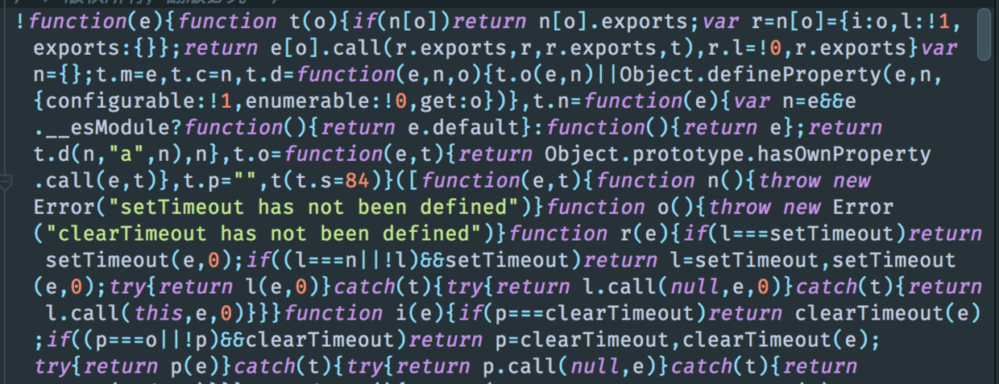 !function(e){function t(o){if(n[o])return n[o].exports;var r=n[o]={i:o,l:!1,
exports:{}};return e[o].call(r.exports,r,r.exports,t),r.l=!0,r.exports}var
n={};t.m=e,t.c=n,t.d=function(e,n,o){t.o(e,n)||Object.defineProperty(e,n,
{configurable:!1,enumerable:!0,get:o})},t.n=function(e){var n=e&&e
.__esModule?function(){return e.default}:function(){return e};return
t.d(n,"a",n),n},t.o=function(e,t){return Object.prototype.hasOwnProperty
.call(e,t)},t.p="",t(t.s=84)}([function(e,t){function n(){throw new
Error("setTimeout has not been defined")}function o(){throw new Error
("clearTimeout has not been defined")}function r(e){if(l===setTimeout)return
setTimeout(e,0);if((l===n||!l)&&setTimeout)return l=setTimeout,setTimeout
(e,0);try{return l(e,0)}catch(t){try{return l.call(null,e,0)}catch(t){return
l.call(this,e,0)}}}function i(e){if(p===clearTimeout)return clearTimeout(e)
;if((p===o||!p)&&clearTimeout)return p=clearTimeout,clearTimeout(e);
try{return p(e)}catch(t){try{return p.call(null,e)}catch(t){return